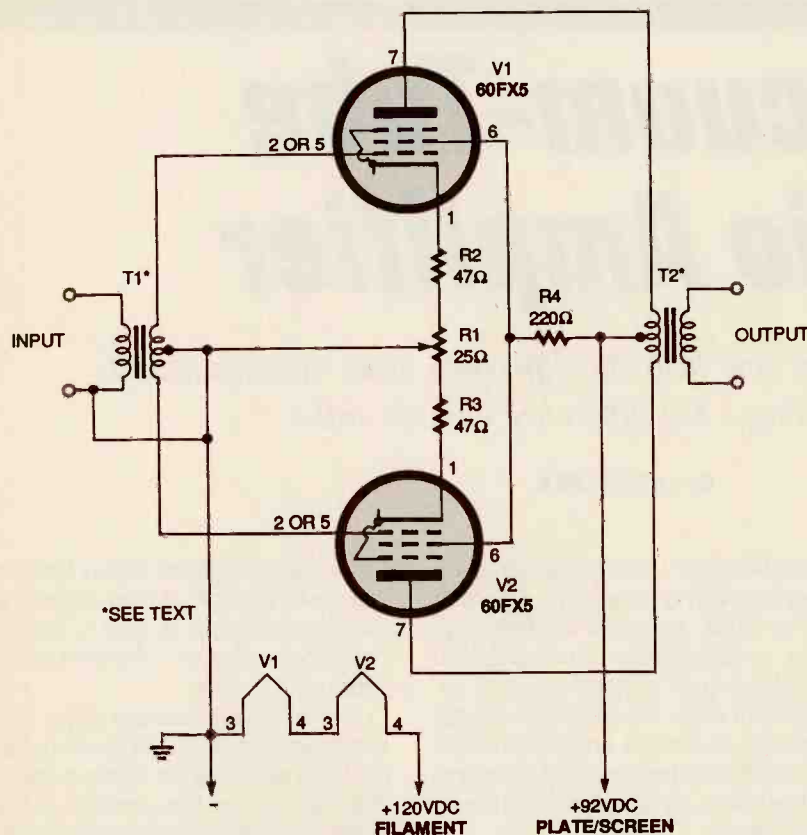 7
V1
60FX5
6
2 OR 5
1
R2
47Ω
T1*
R4
220Ω
T2*
INPUT
R1
25Ω
OUTPUT
R3
47Ω
1
2 OR 5
6
V2
60FX5
*SEE TEXT
7
V1
V2
3
4
3
4
-
+120VDC
FILAMENT
+92VDC
PLATE/SCREEN